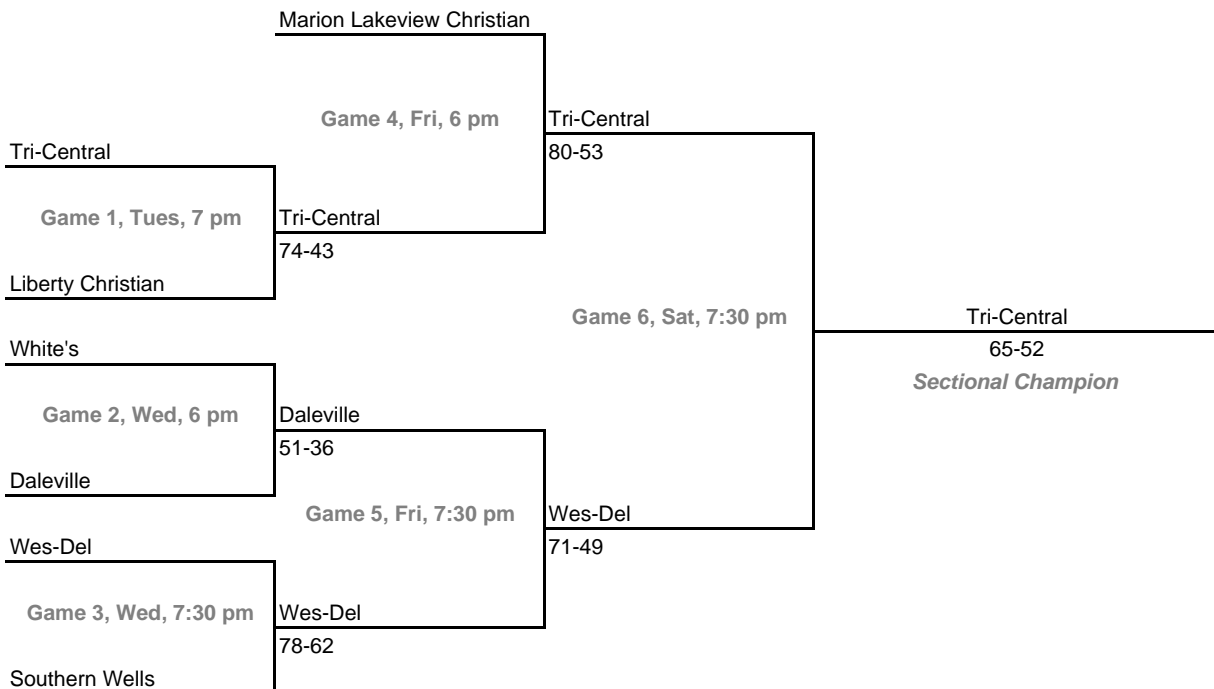 Marion Lakeview Christian
Game 4, Fri, 6 pm
Tri-Central
Tri-Central
80-53
Game 1, Tues, 7 pm
Tri-Central
74-43
Liberty Christian
Game 6, Sat, 7:30 pm
Tri-Central
White's
65-52
Sectional Champion
Game 2, Wed, 6 pm
Daleville
51-36
Daleville
Game 5, Fri, 7:30 pm
Wes-Del
Wes-Del
71-49
Game 3, Wed, 7:30 pm
Wes-Del
78-62
Southern Wells